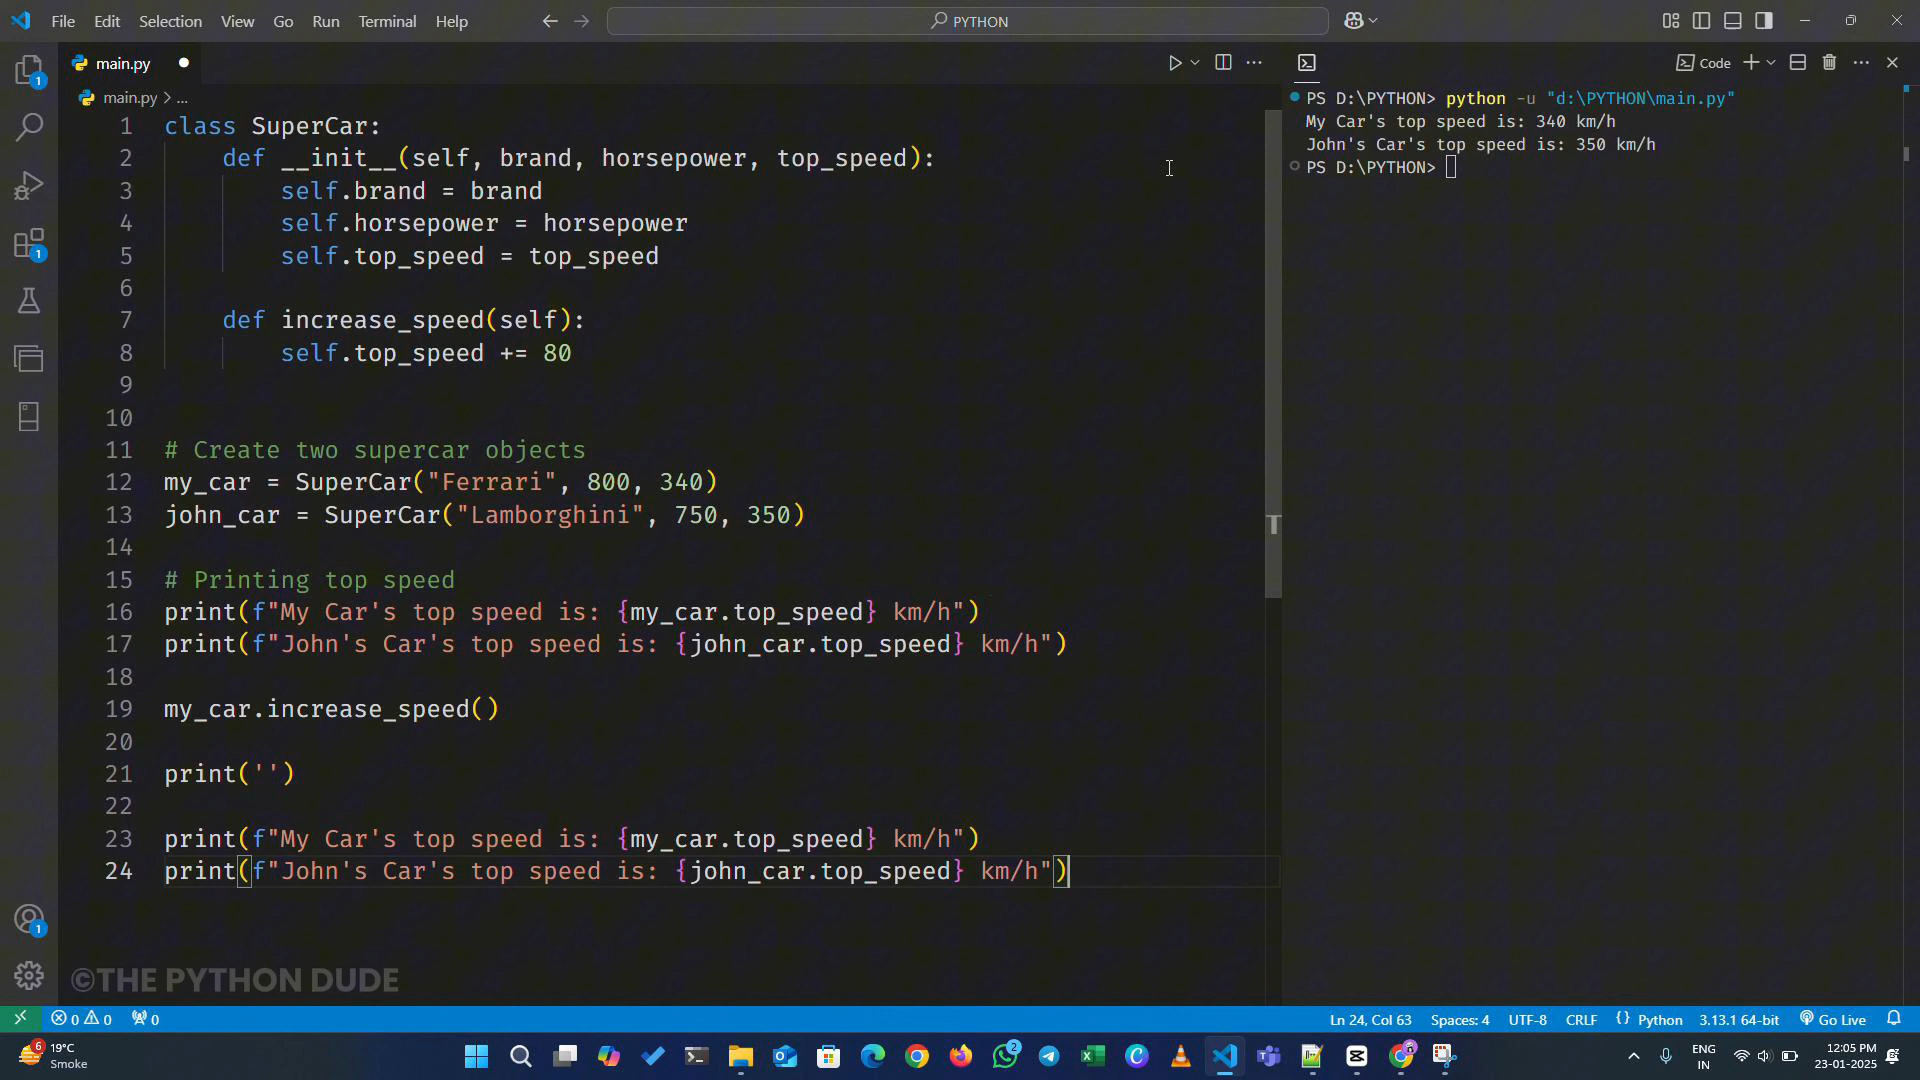 File Edit Selection View Go Run Terminal Help PYTHON
main.py
Code
main.py > ...
1 class SuperCar:
2     def __init__(self, brand, horsepower, top_speed):
3         self.brand = brand
4         self.horsepower = horsepower
5         self.top_speed = top_speed
6
7     def increase_speed(self):
8         self.top_speed += 80
9
10
11 # Create two supercar objects
12 my_car = SuperCar("Ferrari", 800, 340)
13 john_car = SuperCar("Lamborghini", 750, 350)
14
15 # Printing top speed
16 print(f"My Car's top speed is: {my_car.top_speed} km/h")
17 print(f"John's Car's top speed is: {john_car.top_speed} km/h")
18
19 my_car.increase_speed()
20
21 print('')
22
23 print(f"My Car's top speed is: {my_car.top_speed} km/h")
24 print(f"John's Car's top speed is: {john_car.top_speed} km/h")
PS D:\PYTHON> python -u "d:\PYTHON\main.py"
My Car's top speed is: 340 km/h
John's Car's top speed is: 350 km/h
PS D:\PYTHON>
1
1
1
©THE PYTHON DUDE
0 0 0 Ln 24, Col 63 Spaces: 4 UTF-8 CRLF {} Python 3.13.1 64-bit Go Live
6 19°C
Smoke
2
ENG
IN
12:05 PM
23-01-2025